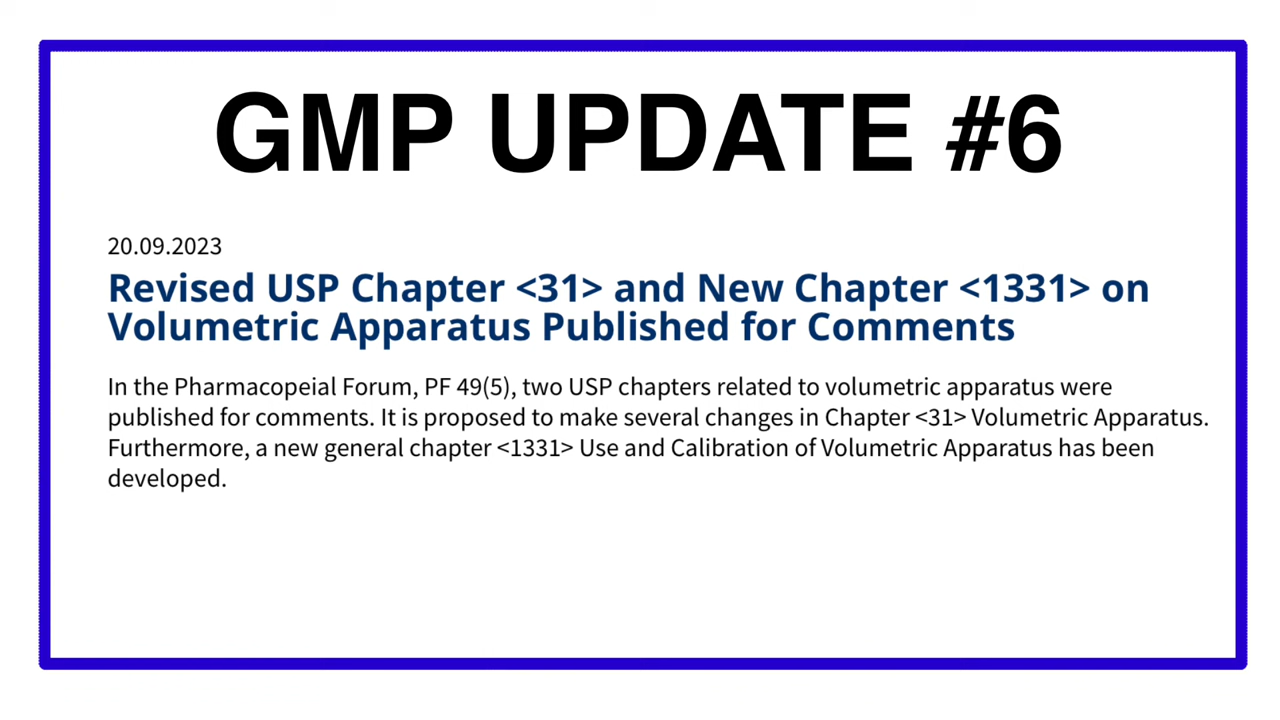 GMP UPDATE #6
20.09.2023
Revised USP Chapter <31> and New Chapter <1331> on
Volumetric Apparatus Published for Comments
In the Pharmacopeial Forum, PF 49(5), two USP chapters related to volumetric apparatus were
published for comments. It is proposed to make several changes in Chapter <31> Volumetric Apparatus.
Furthermore, a new general chapter <1331> Use and Calibration of Volumetric Apparatus has been
developed.